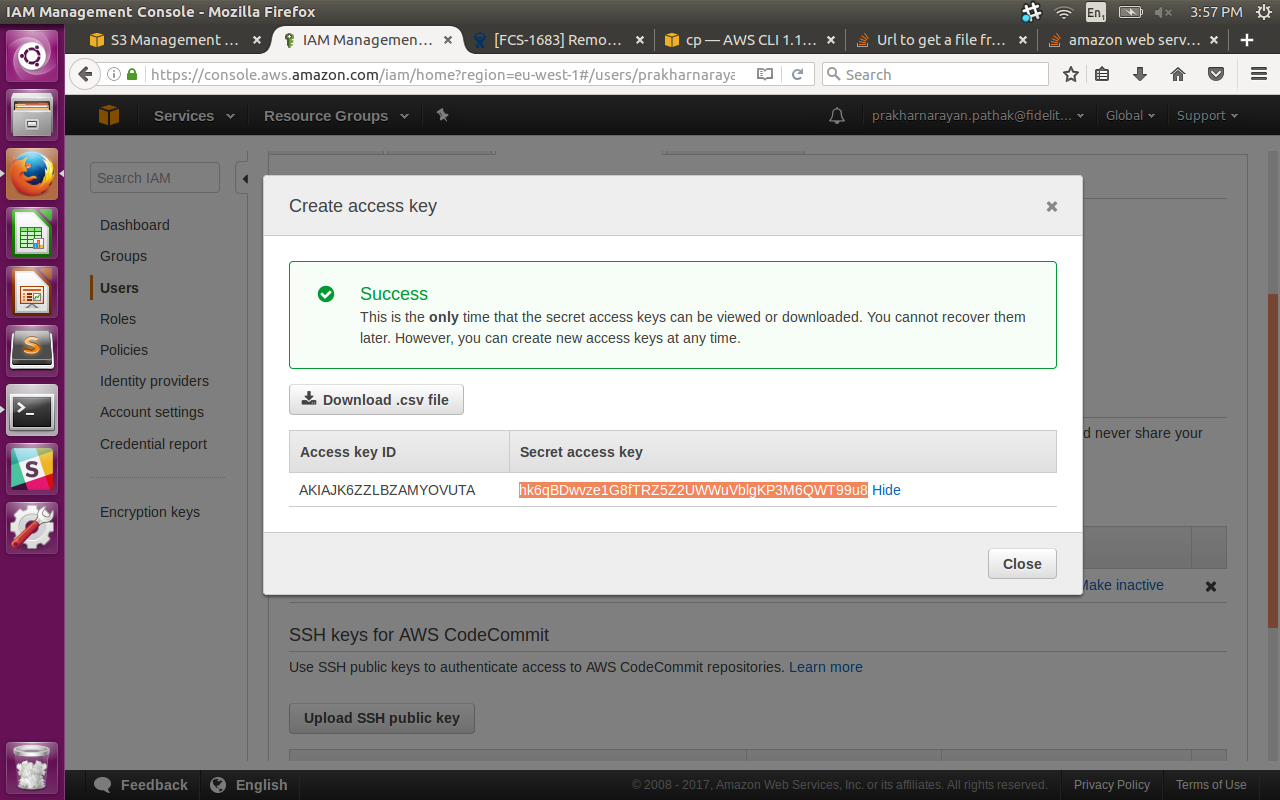 IAM Management Console - Mozilla Firefox
En1
3:57 PM
S3 Management ...
IAM Managemen...
[FCS-1683] Remo...
cp — AWS CLI 1.1...
Url to get a file fr...
amazon web serv...
https://console.aws.amazon.com/iam/home?region=eu-west-1#/users/prakharnaraya
Search
Services
Resource Groups
prakharnarayan.pathak@fidelit...
Global
Support
Search IAM
Dashboard
Groups
Users
Roles
Policies
Identity providers
Account settings
Credential report
Encryption keys
Create access key
Success
This is the only time that the secret access keys can be viewed or downloaded. You cannot recover them
later. However, you can create new access keys at any time.
Download .csv file
Access key ID
Secret access key
AKIAJK6ZZLBZAMYOVUTA
Hide
Close
d never share your
Make inactive
SSH keys for AWS CodeCommit
Use SSH public keys to authenticate access to AWS CodeCommit repositories. Learn more
Upload SSH public key
Feedback
English
© 2008 - 2017, Amazon Web Services, Inc. or its affiliates. All rights reserved.
Privacy Policy
Terms of Use